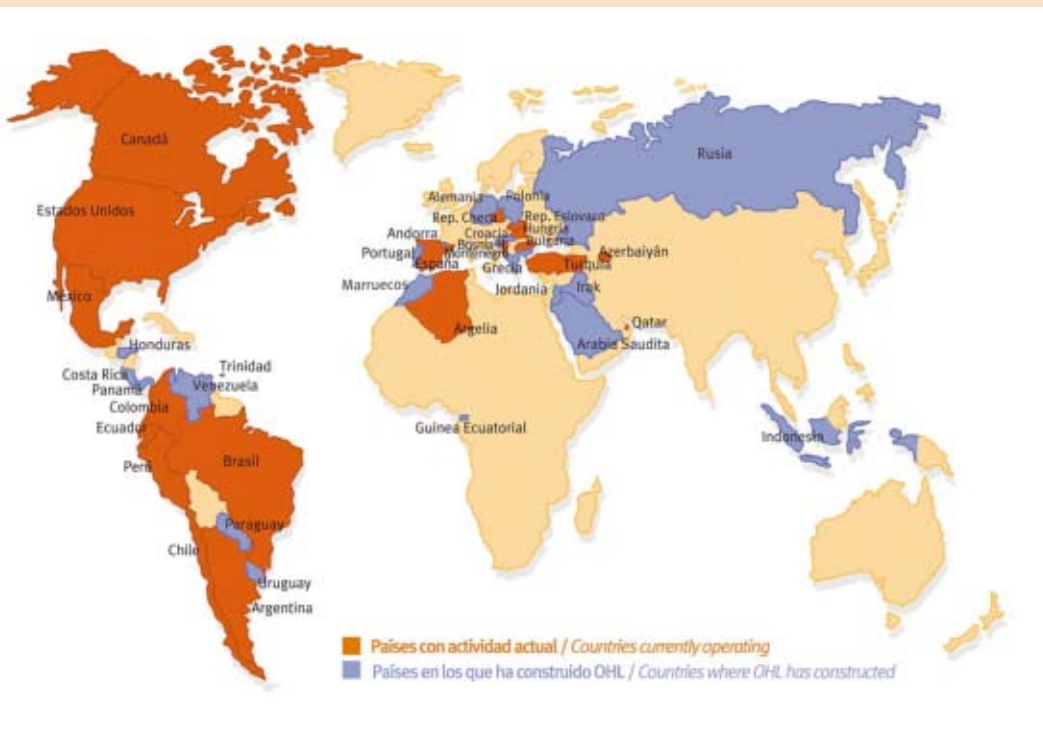 Canadá
Rusia
Estados Unidos
Alemania
Polonia
Rep. Checa
Rep. Eslovaca
Andorra
Croacia
Hungría
Bosnia
Bulgaria
Portugal
España
Montenegro
Azerbaiyán
Grecia
Turquía
Marruecos
Jordania
Irak
México
Argelia
Qatar
Honduras
Arabia Saudita
Costa Rica
Trinidad
Panamá
Venezuela
Colombia
Ecuador
Guinea Ecuatorial
Indonesia
Perú
Brasil
Paraguay
Chile
Uruguay
Argentina
Países con actividad actual / Countries currently operating
Países en los que ha construido OHL / Countries where OHL has constructed